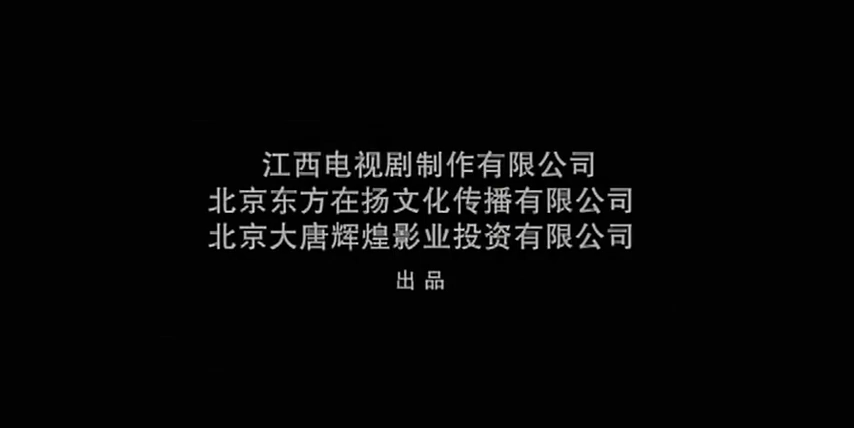 江西电视剧制作有限公司
北京东方在扬文化传播有限公司
北京大唐辉煌影业投资有限公司
出品